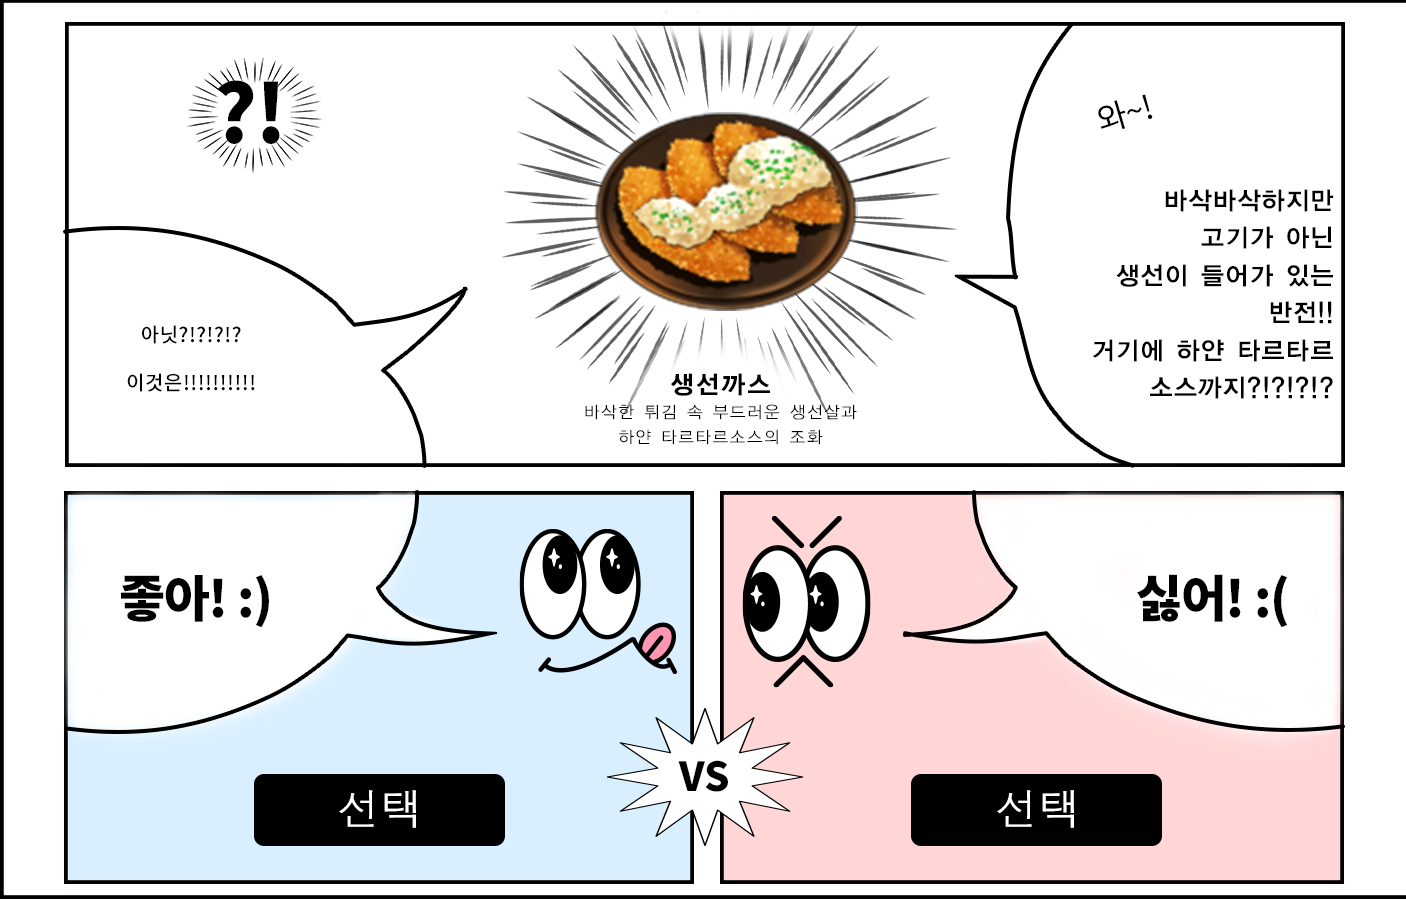 ?!
아닛?!?!?!?
이것은!!!!!!!!!!
생선까스
바삭한 튀김 속 부드러운 생선살과
하얀 타르타르소스의 조화
와~!
바삭바삭하지만
고기가 아닌
생선이 들어가 있는
반전!!
거기에 하얀 타르타르
소스까지?!?!?!?
좋아! :)
선택
VS
싫어! :(
선택